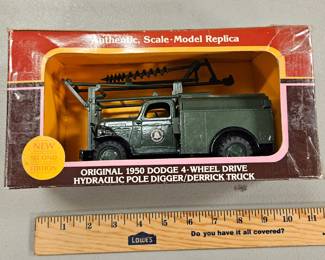 Authentic, Scale-Model Replica
NEW
SECOND
EDITION
ORIGINAL 1950 DODGE 4-WHEEL DRIVE
HYDRAULIC POLE DIGGER/DERRICK TRUCK
1 2 3 4 5 6 7 8 9 10 11
LOWE'S
Do you have it all covered?